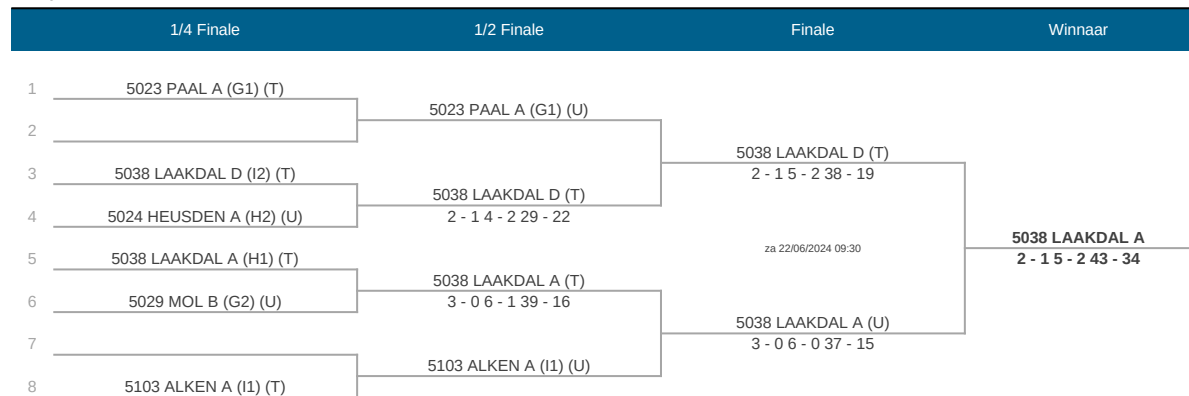 1/4 Finale 1/2 Finale Finale Winnaar
1 5023 PAAL A (G1) (T)
5023 PAAL A (G1) (U)
2
5038 LAAKDAL D (T)
3 5038 LAAKDAL D (I2) (T) 2 - 1 5 - 2 38 - 19
5038 LAAKDAL D (T)
4 5024 HEUSDEN A (H2) (U) 2 - 1 4 - 2 29 - 22
5038 LAAKDAL A
za 22/06/2024 09:30
5 5038 LAAKDAL A (H1) (T) 2 - 1 5 - 2 43 - 34
5038 LAAKDAL A (T)
6 5029 MOL B (G2) (U) 3 - 0 6 - 1 39 - 16
5038 LAAKDAL A (U)
7 3 - 0 6 - 0 37 - 15
5103 ALKEN A (I1) (U)
8 5103 ALKEN A (I1) (T)